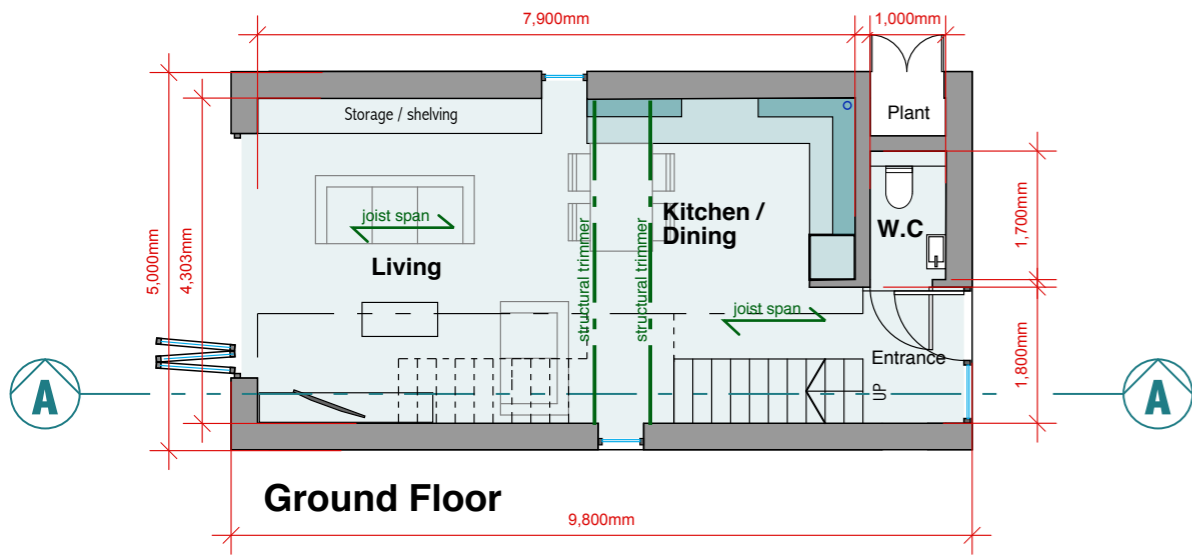 7,900mm
1,000mm
Storage / shelving
Plant
joist span
Kitchen /
Dining
W.C
1,700mm
5,000mm
4,303mm
Living
structural trimmer
structural trimmer
joist span
Entrance
1,800mm
UP
A
A
Ground Floor
9,800mm